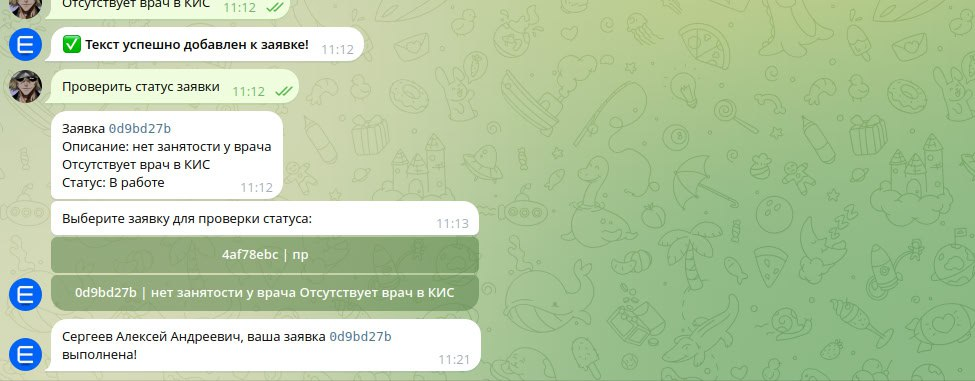 Отсутствует врач в КИС 11:12
✅ Текст успешно добавлен к заявке! 11:12
Проверить статус заявки 11:12
Заявка 0d9bd27b
Описание: нет занятости у врача
Отсутствует врач в КИС
Статус: В работе 11:12
Выберите заявку для проверки статуса: 11:13
4af78ebc | пр
0d9bd27b | нет занятости у врача Отсутствует врач в КИС
Сергеев Алексей Андреевич, ваша заявка 0d9bd27b
выполнена! 11:21